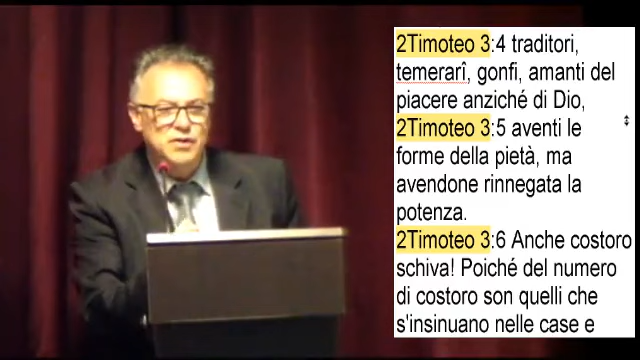 2Timoteo 3:4 traditori,
temerarî, gonfi, amanti del
piacere anziché di Dio,
2Timoteo 3:5 aventi le
forme della pietà, ma
avendone rinnegata la
potenza.
2Timoteo 3:6 Anche costoro
schiva! Poiché del numero
di costoro son quelli che
s'insinuano nelle case e